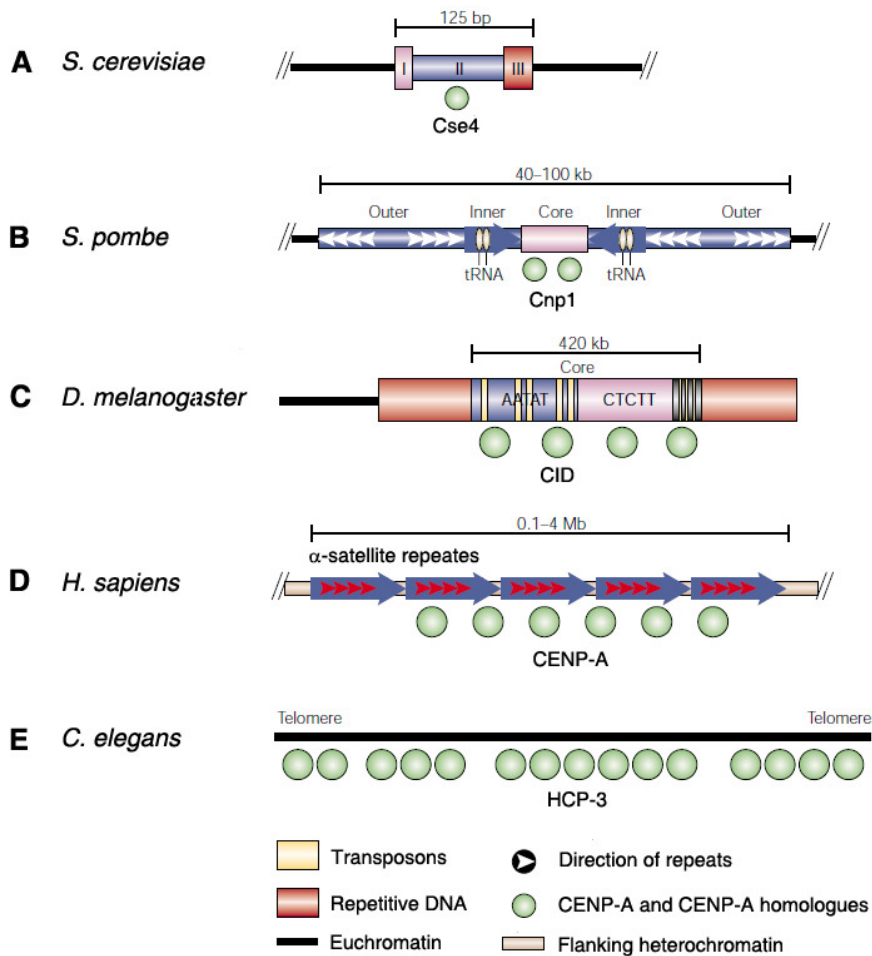 125 bp
A S. cerevisiae
I II III
Cse4
40–100 kb
Outer Inner Core Inner Outer
B S. pombe
tRNA tRNA
Cnp1
420 kb
Core
C D. melanogaster
AATAT CTCTT
CID
0.1–4 Mb
α-satellite repeates
D H. sapiens
CENP-A
Telomere Telomere
E C. elegans
HCP-3
Transposons Direction of repeats
Repetitive DNA CENP-A and CENP-A homologues
Euchromatin Flanking heterochromatin